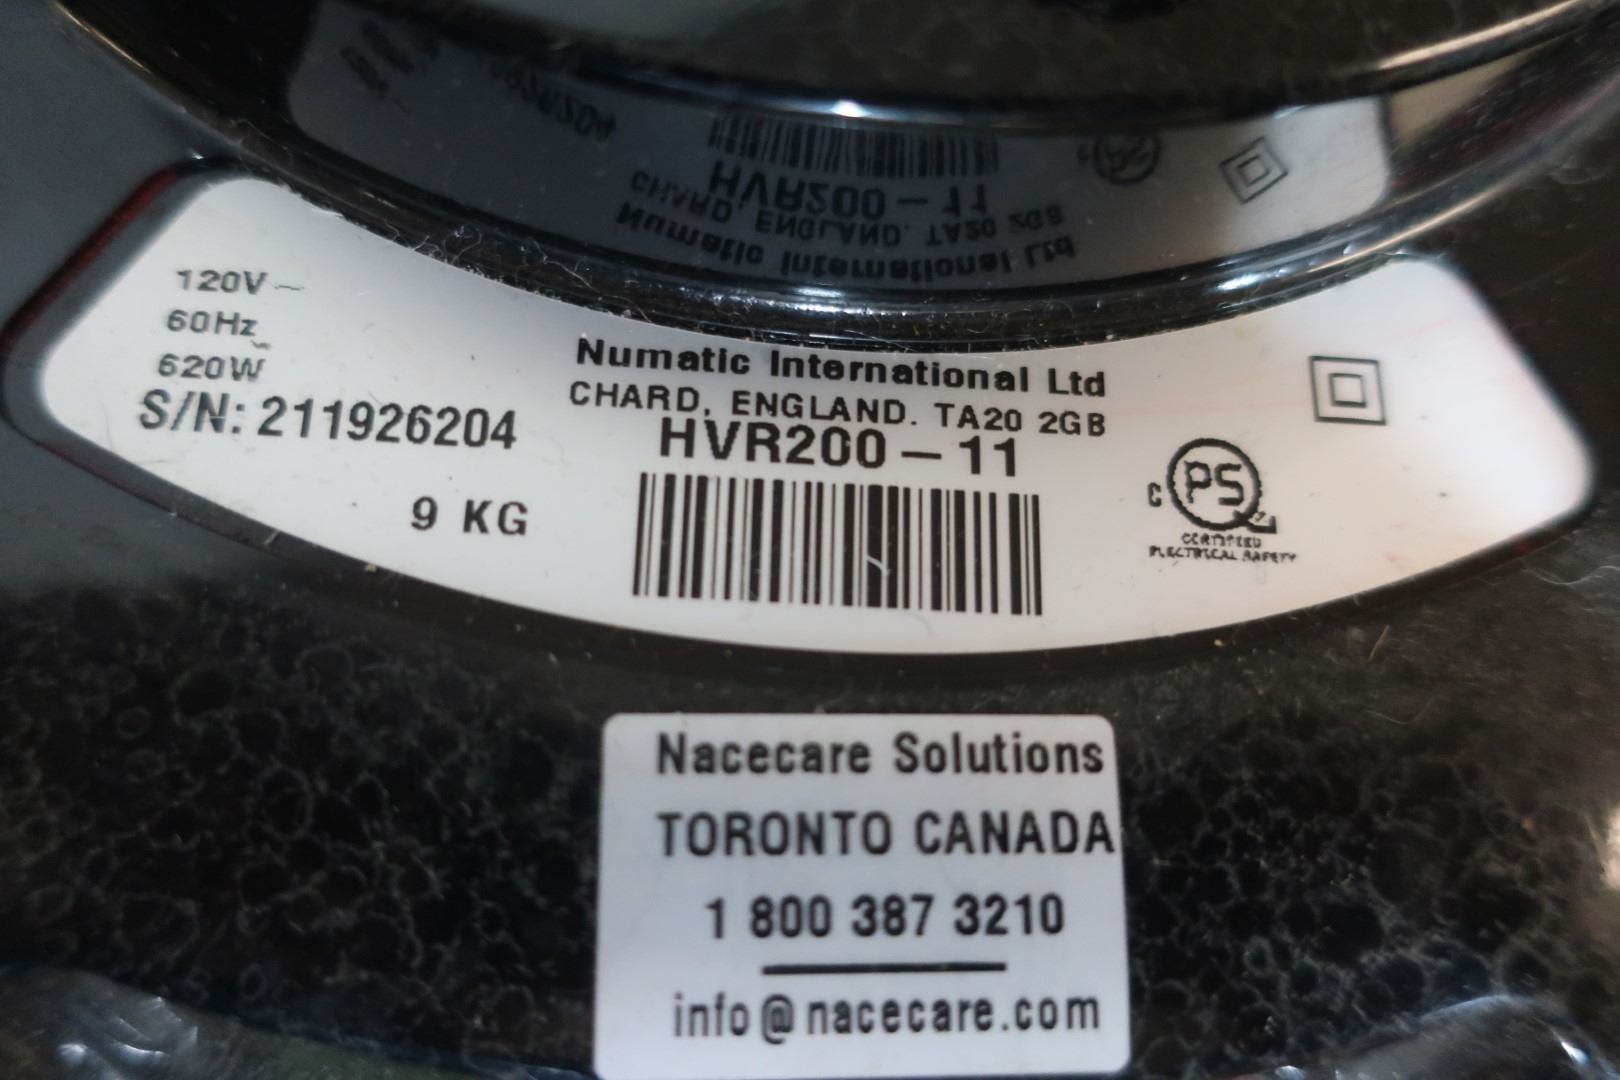 120V~
60Hz
620W
S/N: 211926204
9 KG
Numatic International Ltd
CHARD, ENGLAND. TA20 2GB
HVR200-11
c PS
CERTIFIED
ELECTRICAL SAFETY
Nacecare Solutions
TORONTO CANADA
1 800 387 3210
info@nacecare.com